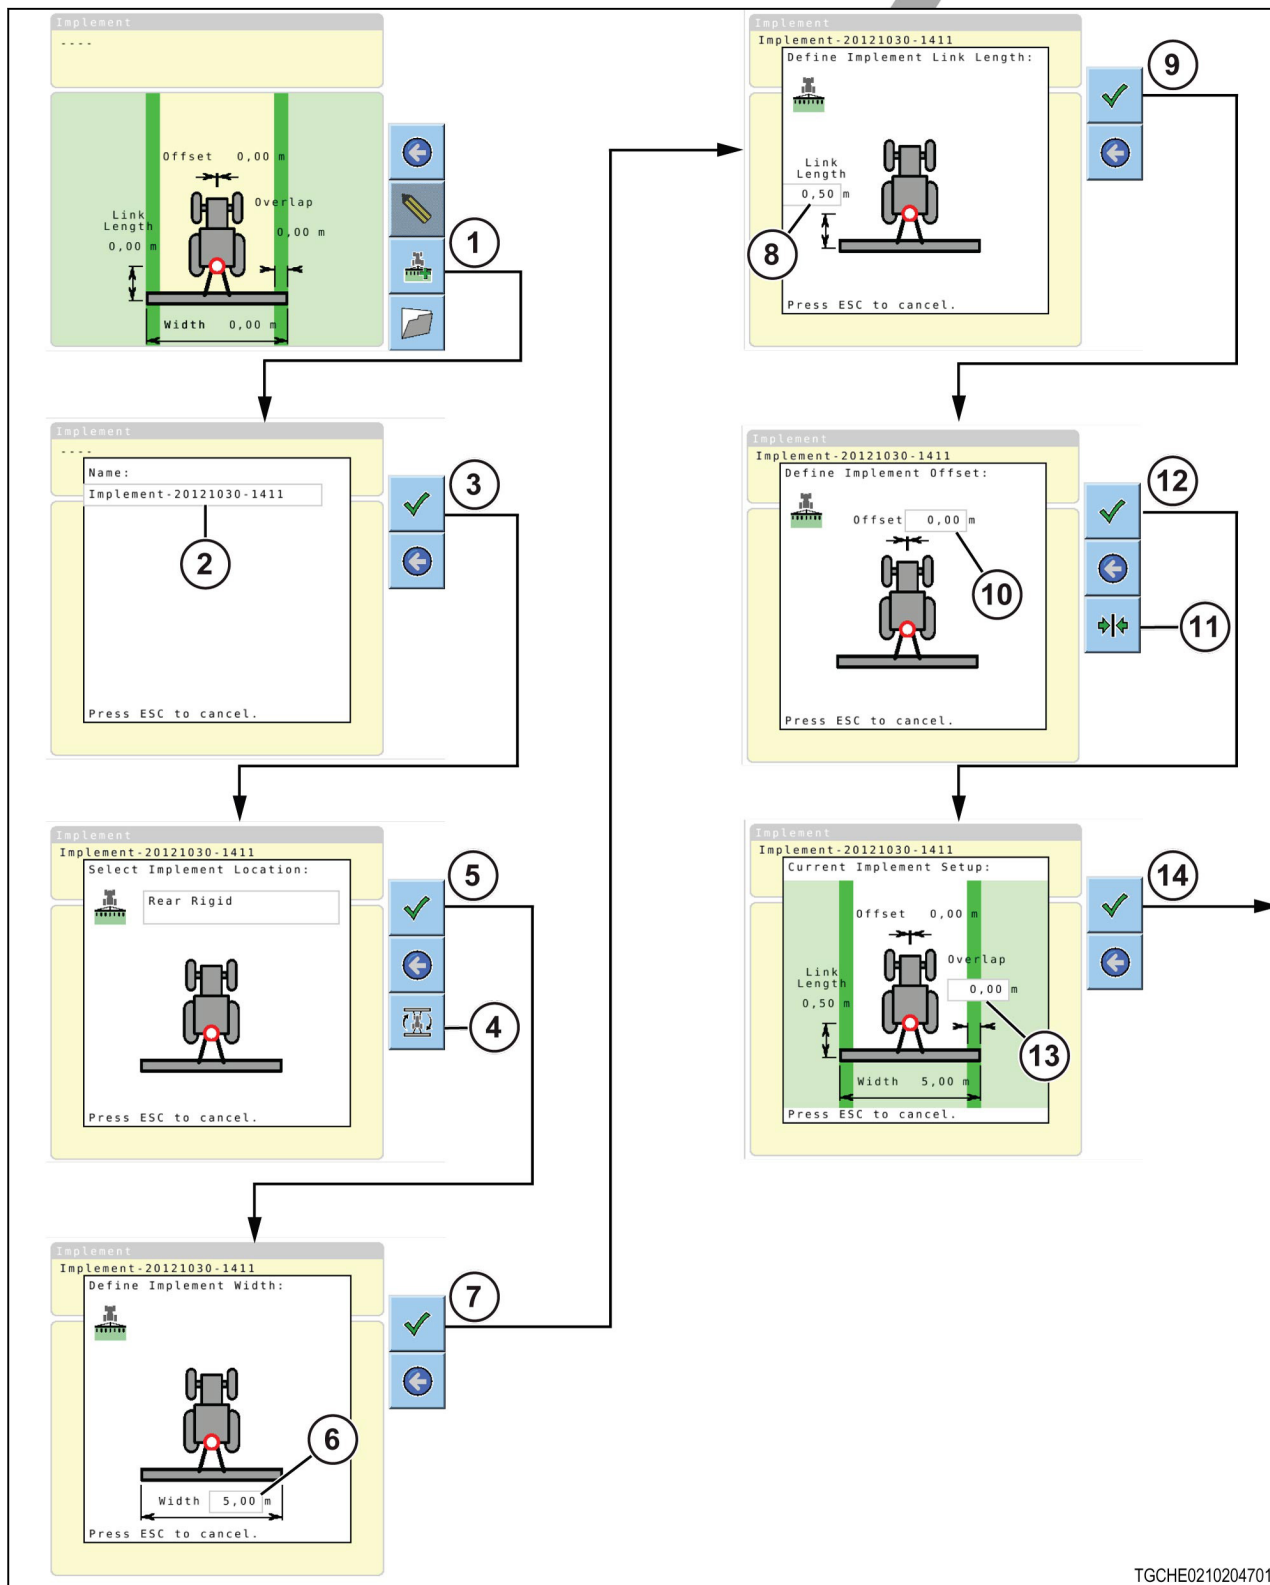 Implement
----
Offset 0,00 m
Overlap
0,00 m
Link
Length
0,00 m
Width 0,00 m
1
Implement
----
Name:
Implement-20121030-1411
2
3
Press ESC to cancel.
Implement
Implement-20121030-1411
Select Implement Location:
Rear Rigid
5
4
Press ESC to cancel.
Implement
Implement-20121030-1411
Define Implement Width:
7
6
Width 5,00 m
Press ESC to cancel.
Implement
Implement-20121030-1411
Define Implement Link Length:
9
Link
Length
0,50 m
8
Press ESC to cancel.
Implement
Implement-20121030-1411
Define Implement Offset:
12
Offset 0,00 m
10
11
Press ESC to cancel.
Implement
Implement-20121030-1411
Current Implement Setup:
14
Offset 0,00 m
Overlap
0,00 m
Link
Length
0,50 m
13
Width 5,00 m
Press ESC to cancel.
TGCHE0210204701